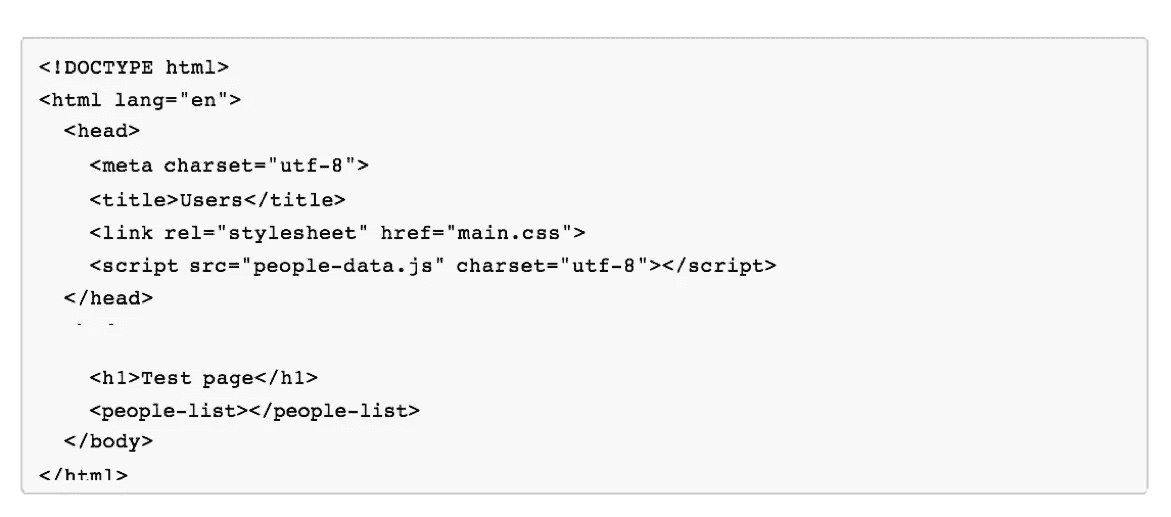 <!DOCTYPE html>
<html lang="en">
<head>
<meta charset="utf-8">
<title>Users</title>
<link rel="stylesheet" href="main.css">
<script src="people-data.js" charset="utf-8"></script>
</head>
<h1>Test page</h1>
<people-list></people-list>
</body>
</html>